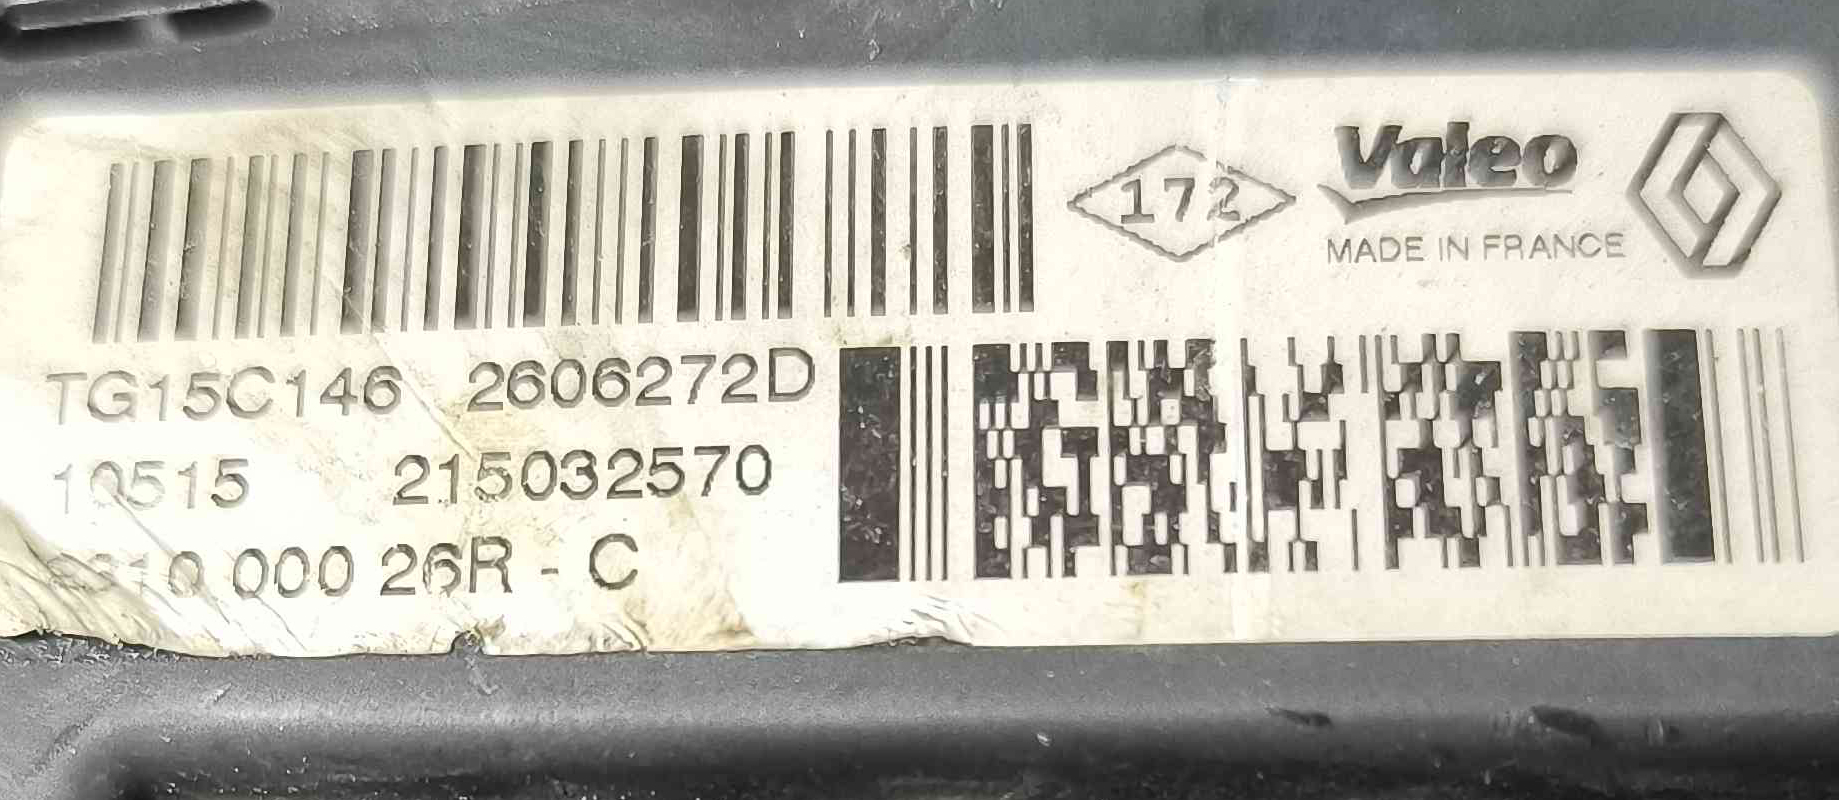 172
Valeo
MADE IN FRANCE
TG15C146 2606272D
10515 215032570
000 26R - C